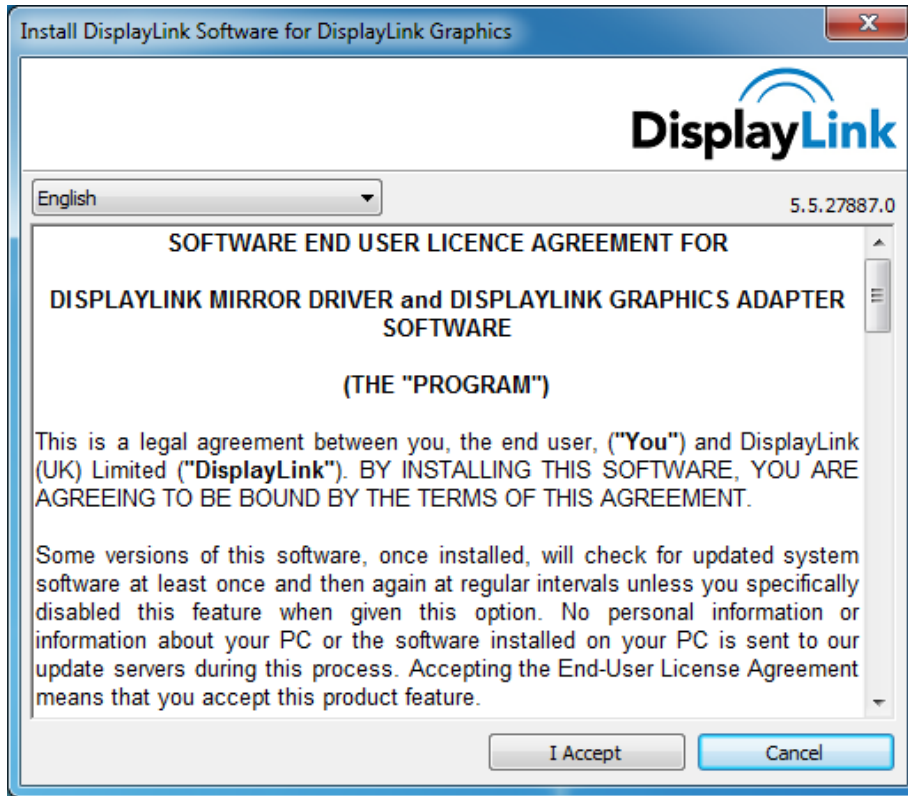 Install DisplayLink Software for DisplayLink Graphics
DisplayLink
English
5.5.27887.0
SOFTWARE END USER LICENCE AGREEMENT FOR
DISPLAYLINK MIRROR DRIVER and DISPLAYLINK GRAPHICS ADAPTER
SOFTWARE
(THE "PROGRAM")
This is a legal agreement between you, the end user, ("You") and DisplayLink
(UK) Limited ("DisplayLink"). BY INSTALLING THIS SOFTWARE, YOU ARE
AGREEING TO BE BOUND BY THE TERMS OF THIS AGREEMENT.
Some versions of this software, once installed, will check for updated system
software at least once and then again at regular intervals unless you specifically
disabled this feature when given this option. No personal information or
information about your PC or the software installed on your PC is sent to our
update servers during this process. Accepting the End-User License Agreement
means that you accept this product feature.
I Accept
Cancel